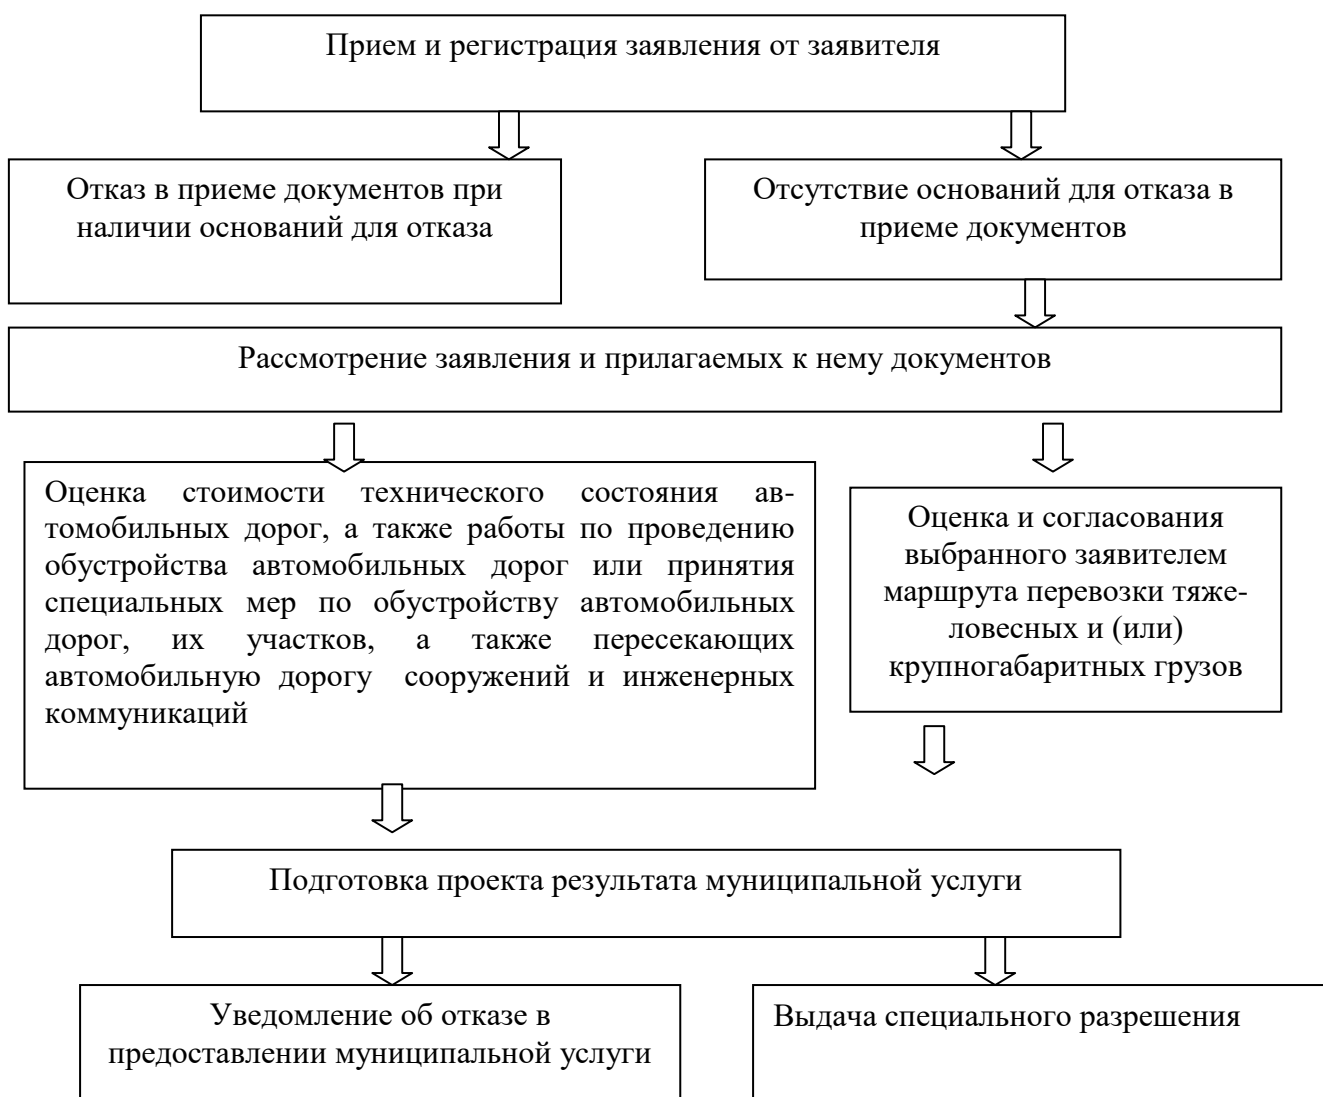 Прием и регистрация заявления от заявителя
Отказ в приеме документов при
наличии оснований для отказа
Отсутствие оснований для отказа в
приеме документов
Рассмотрение заявления и прилагаемых к нему документов
Оценка стоимости технического состояния ав-
томобильных дорог, а также работы по проведению
обустройства автомобильных дорог или принятия
специальных мер по обустройству автомобильных
дорог, их участков, а также пересекающих
автомобильную дорогу сооружений и инженерных
коммуникаций
Оценка и согласования
выбранного заявителем
маршрута перевозки тяже-
ловесных и (или)
крупногабаритных грузов
Подготовка проекта результата муниципальной услуги
Уведомление об отказе в
предоставлении муниципальной услуги
Выдача специального разрешения